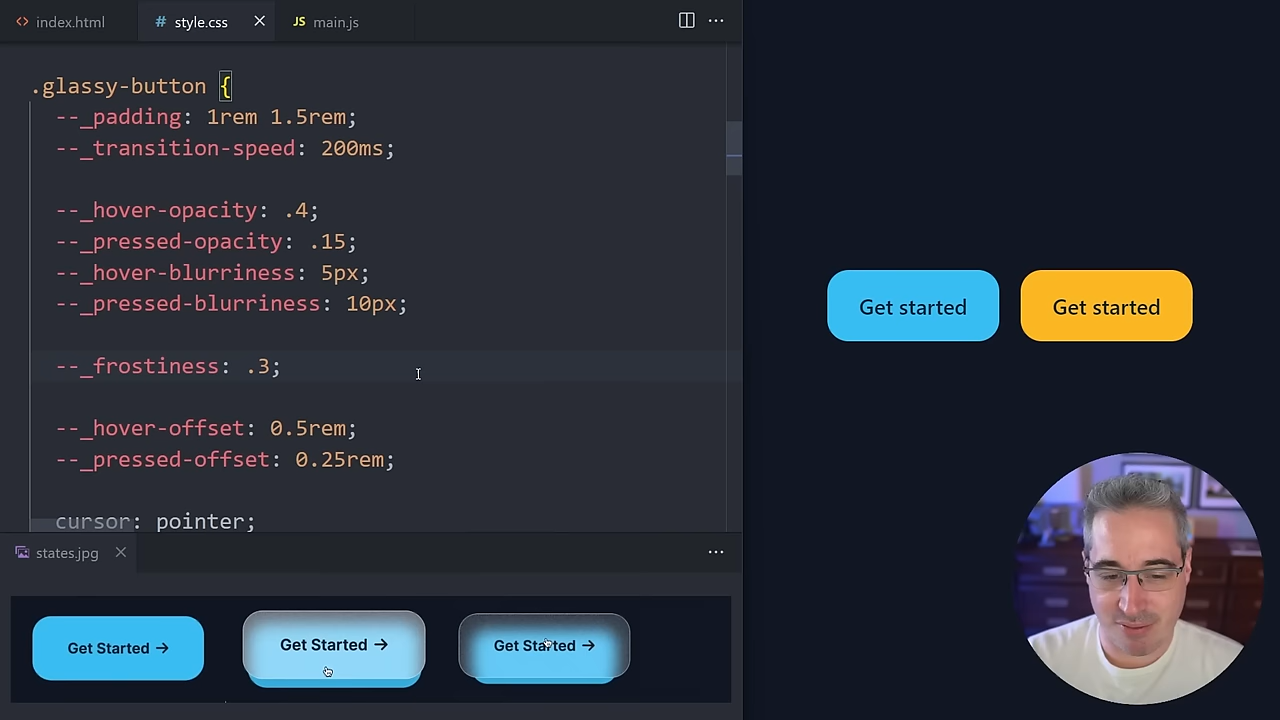 index.html
# style.css
JS main.js
.glassy-button {
--_padding: 1rem 1.5rem;
--_transition-speed: 200ms;
--_hover-opacity: .4;
--_pressed-opacity: .15;
--_hover-blurriness: 5px;
--_pressed-blurriness: 10px;
--_frostiness: .3;
--_hover-offset: 0.5rem;
--_pressed-offset: 0.25rem;
cursor: pointer;
states.jpg
Get Started →
Get Started →
Get Started →
Get started
Get started